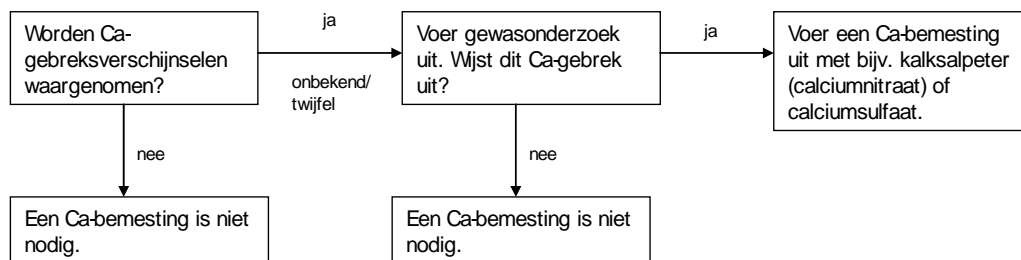 Worden Ca-
gebreksverschijnselen
waargenomen?
ja
onbekend/
twijfel
Voer gewasonderzoek
uit. Wijst dit Ca-gebrek
uit?
ja
Voer een Ca-bemesting
uit met bijv. kalksalpeter
(calciumnitraat) of
calciumsulfaat.
nee
nee
Een Ca-bemesting is niet
nodig.
Een Ca-bemesting is niet
nodig.